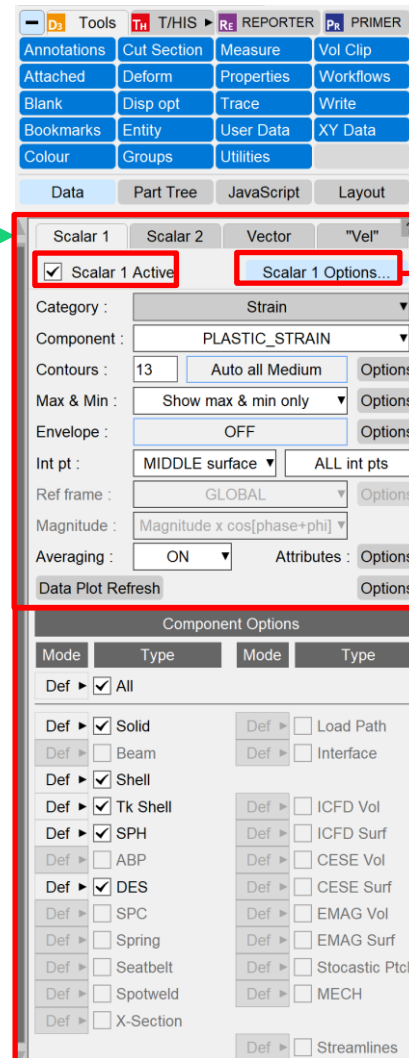 D3 Tools TH T/HIS RE REPORTER PR PRIMER
Annotations Cut Section Measure Vol Clip
Attached Deform Properties Workflows
Blank Disp opt Trace Write
Bookmarks Entity User Data XY Data
Colour Groups Utilities
Data Part Tree JavaScript Layout
Scalar 1 Scalar 2 Vector "Vel"
Scalar 1 Active Scalar 1 Options...
Category : Strain
Component : PLASTIC_STRAIN
Contours : 13 Auto all Medium Options
Max & Min : Show max & min only Options
Envelope : OFF Options
Int pt : MIDDLE surface ALL int pts
Ref frame : GLOBAL Options
Magnitude : Magnitude x cos[phase+phi]
Averaging : ON Attributes : Options
Data Plot Refresh Options
Component Options
Mode Type Mode Type
Def All
Def Solid Def Load Path
Def Beam Def Interface
Def Shell
Def Tk Shell Def ICFD Vol
Def SPH Def ICFD Surf
Def ABP Def CESE Vol
Def DES Def CESE Surf
Def SPC Def EMAG Vol
Def Spring Def EMAG Surf
Def Seatbelt Def Stocastic Ptcl
Def Spotweld Def MECH
Def X-Section
Def Streamlines